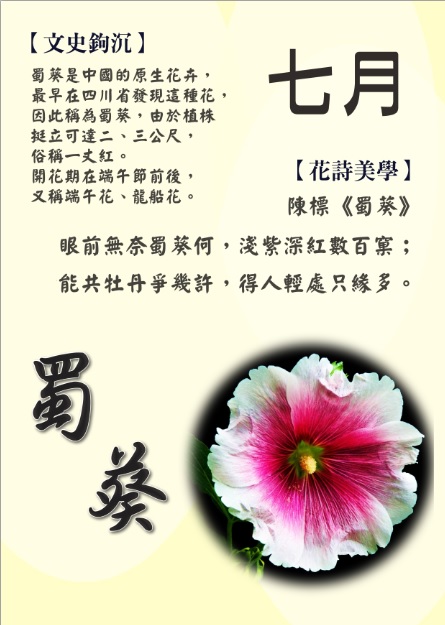 【文史鉤沉】
蜀葵是中國的原生花卉，
最早在四川省發現這種花，
因此稱為蜀葵，由於植株
挺立可達二、三公尺，
俗稱一丈紅。
開花期在端午節前後，
又稱端午花、龍船花。
七月
【花詩美學】
陳標《蜀葵》
眼前無奈蜀葵何，淺紫深紅數百窠；
能共牡丹爭幾許，得人輕處只緣多。
蜀
葵